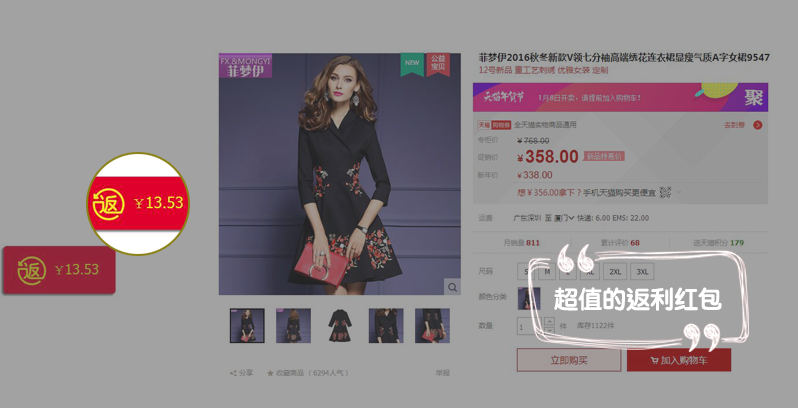 菲梦伊2016秋冬新款V领七分袖高端绣花连衣裙显瘦气质A字女裙9547
12号新品 重工艺刺绣 优雅女装 定制
FX.&MONGYI
菲梦伊
NEW
公益
宝贝
天猫年货节
1月8日开卖,请提前加入购物车!
聚
天猫 购物券 全天猫实物商品通用
去刮券
专柜价 ¥ 768.00
促销价 ¥ 358.00 新品特惠价
新年价 ¥ 338.00
想¥356.00拿下?手机天猫购买更便宜
返 ¥13.53
返 ¥13.53
运费 广东深圳 至 厦门 快递: 6.00 EMS: 22.00
月销量 811 累计评价 68 送天猫积分 179
尺码 S M L XL 2XL 3XL
超值的返利红包
颜色分类
数量 1 件 库存1122件
立即购买 加入购物车
分享 收藏商品 (6294人气) 举报